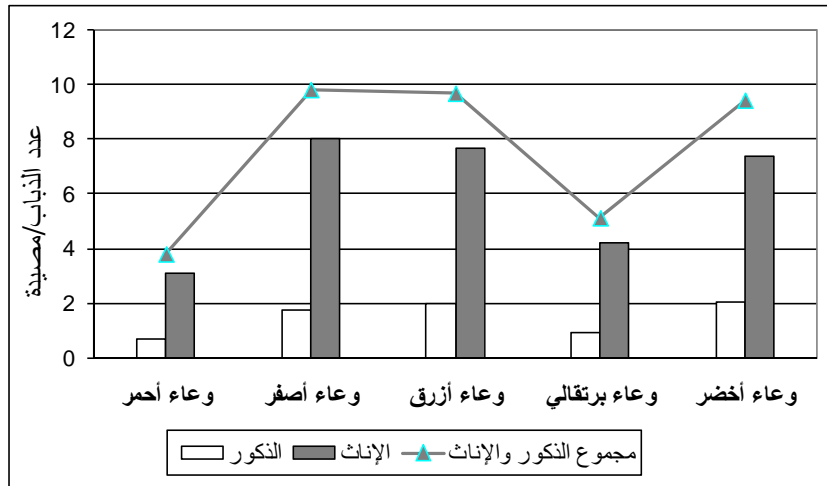 12
10
8
6
4
2
0
عدد الذباب/مصيدة
وعاء أحمر
وعاء أصفر
وعاء أزرق
وعاء برتقالي
وعاء أخضر
الذكور
الإناث
مجموع الذكور والإناث